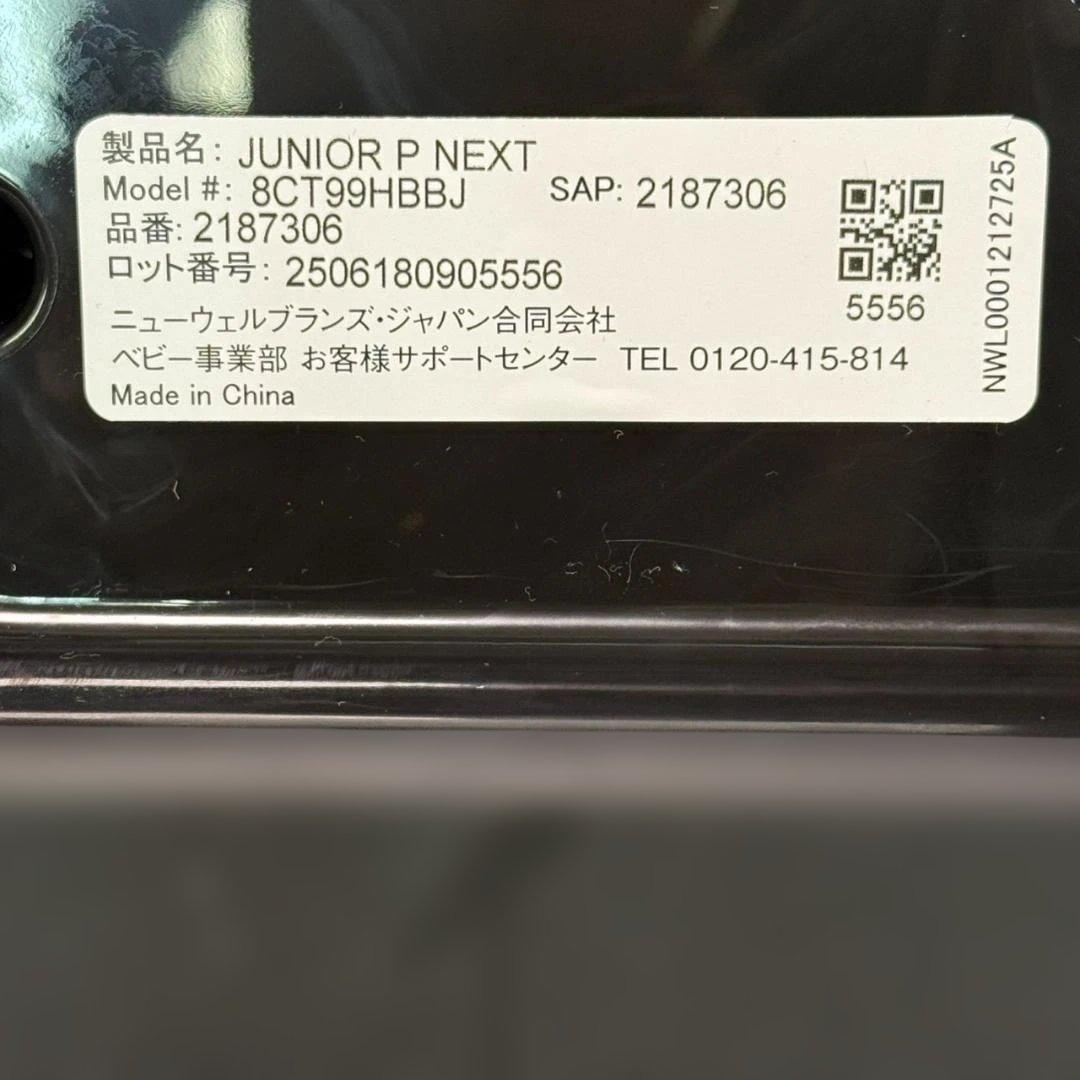 製品名: JUNIOR P NEXT
Model #: 8CT99HBBJ SAP: 2187306
品番: 2187306
ロット番号: 2506180905556
ニューウェルブランズ・ジャパン合同会社
ベビー事業部 お客様サポートセンター TEL 0120-415-814
Made in China
5556
NWL0001212725A